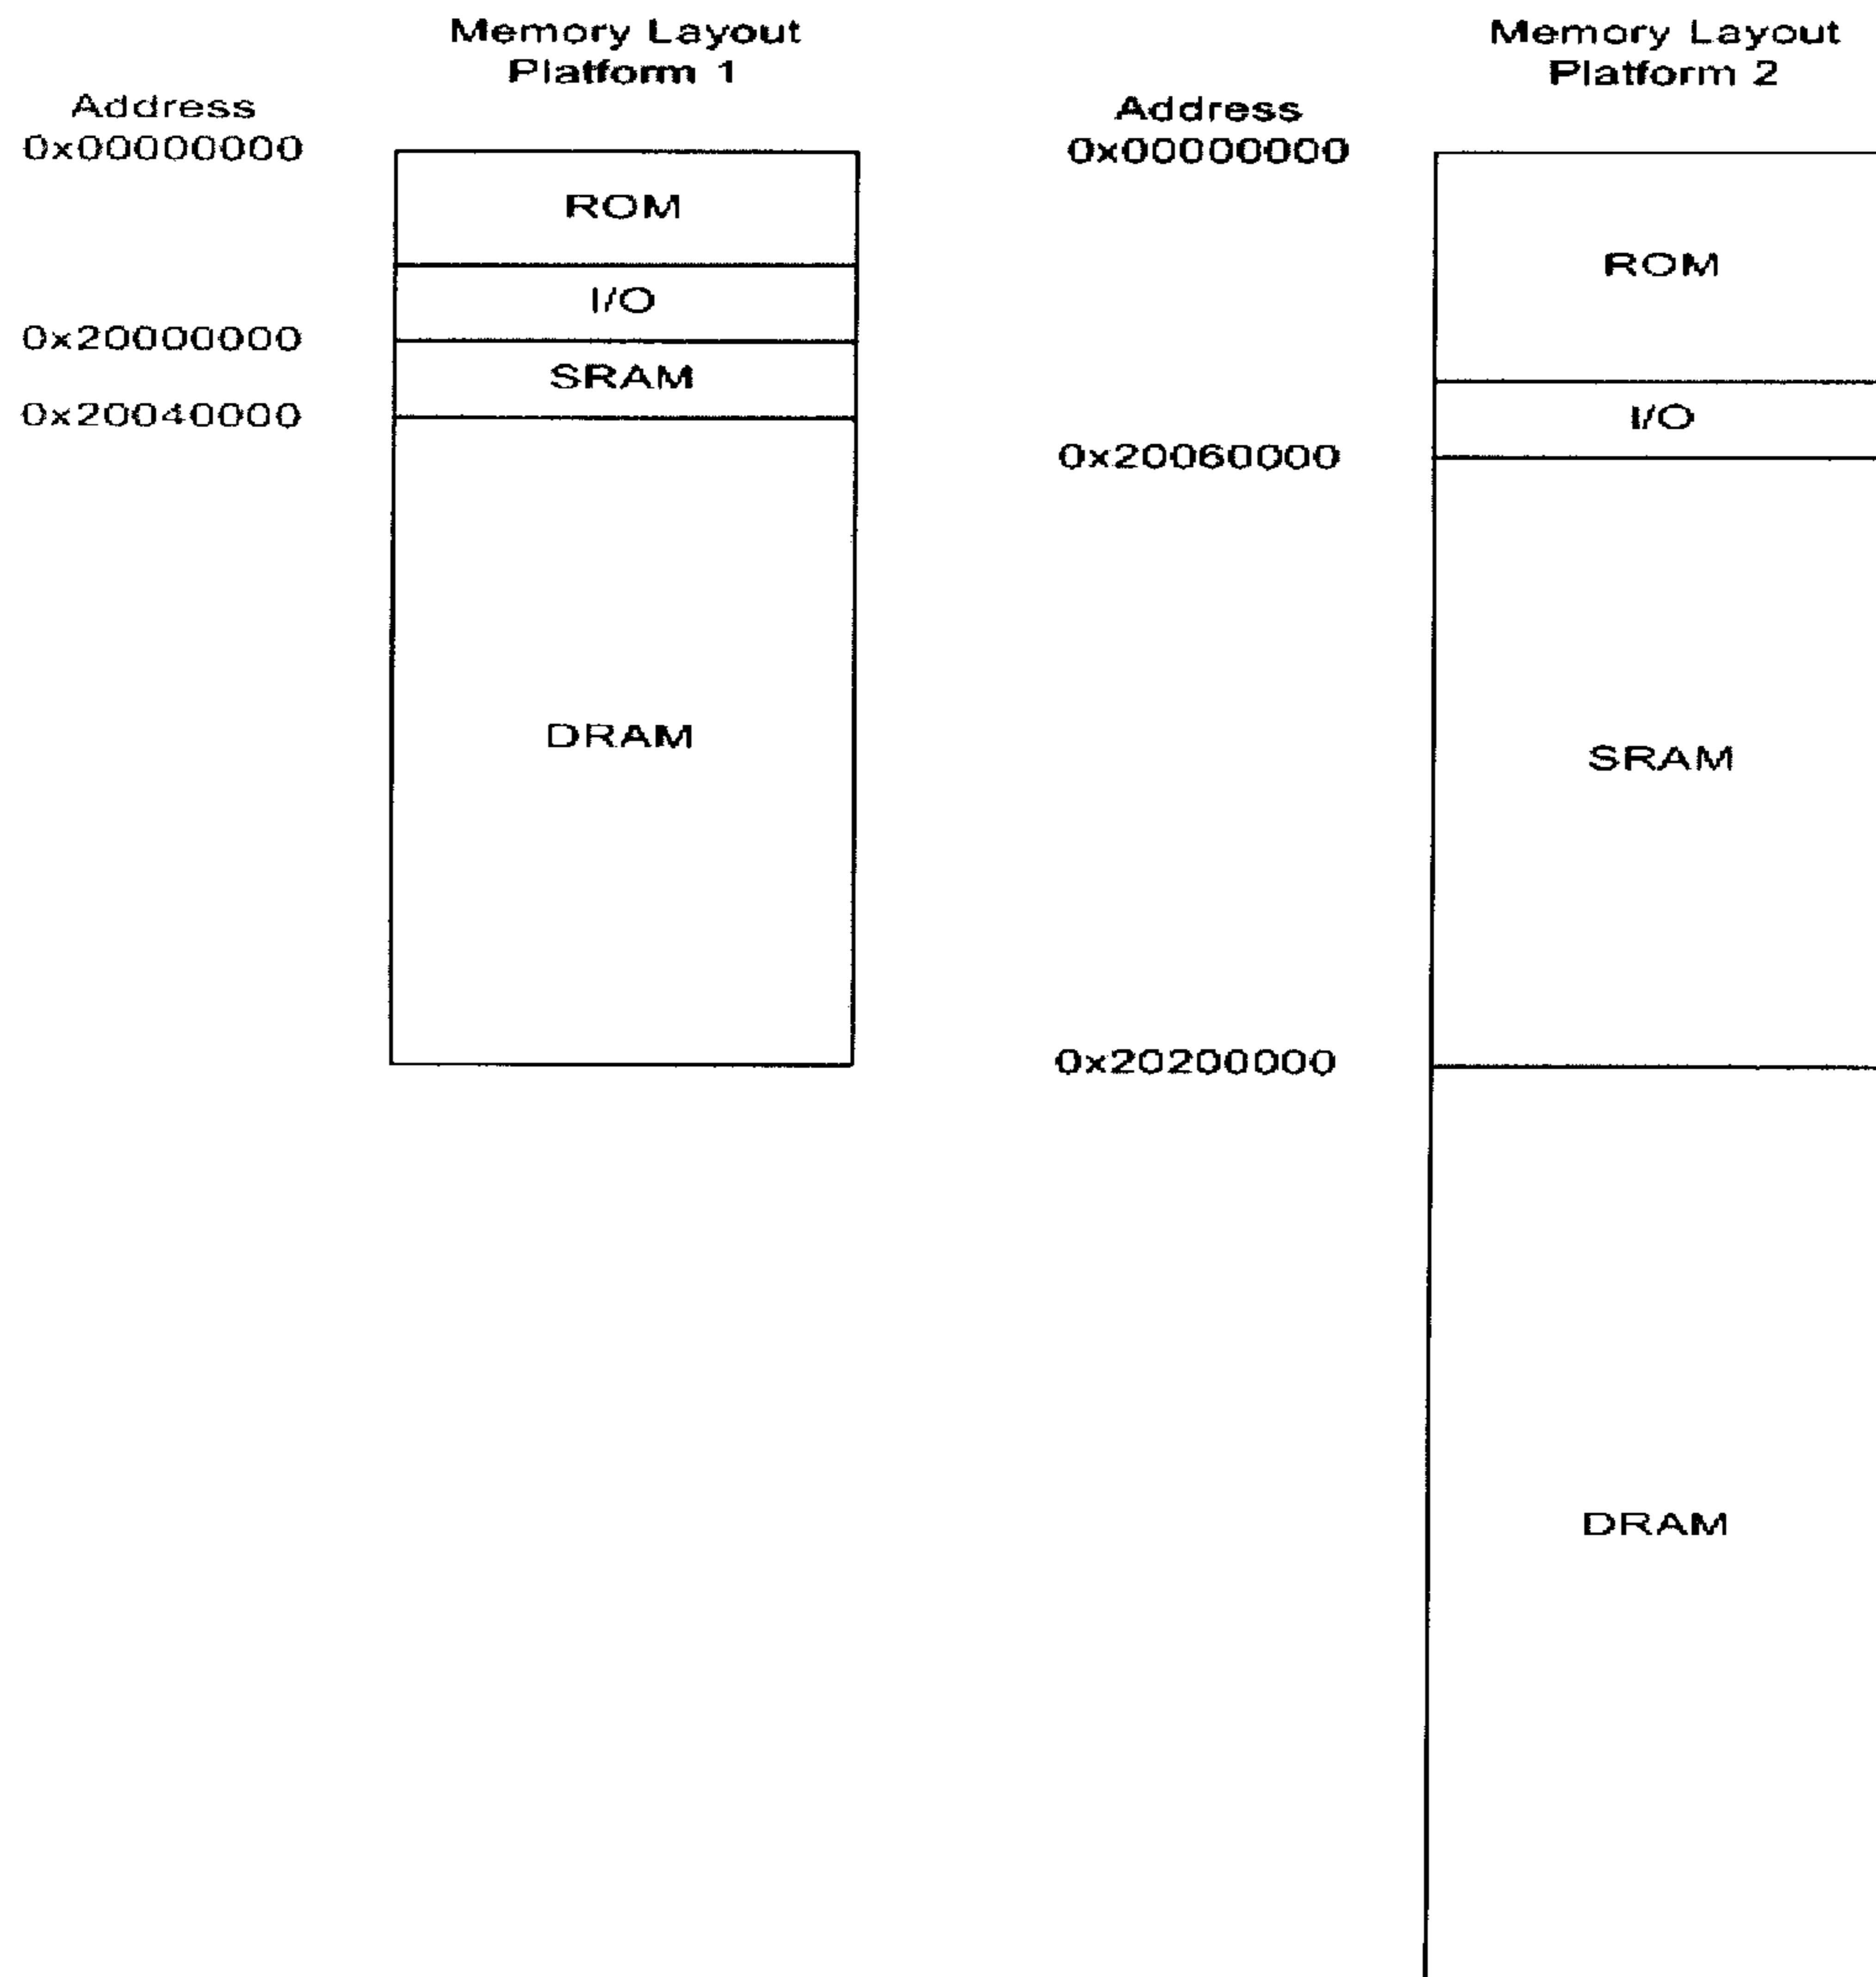 Memory Layout
Platform 1
Address
0x00000000
ROM
I/O
0x20000000
SRAM
0x20040000
DRAM
Memory Layout
Platform 2
Address
0x00000000
ROM
I/O
0x20060000
SRAM
0x20200000
DRAM